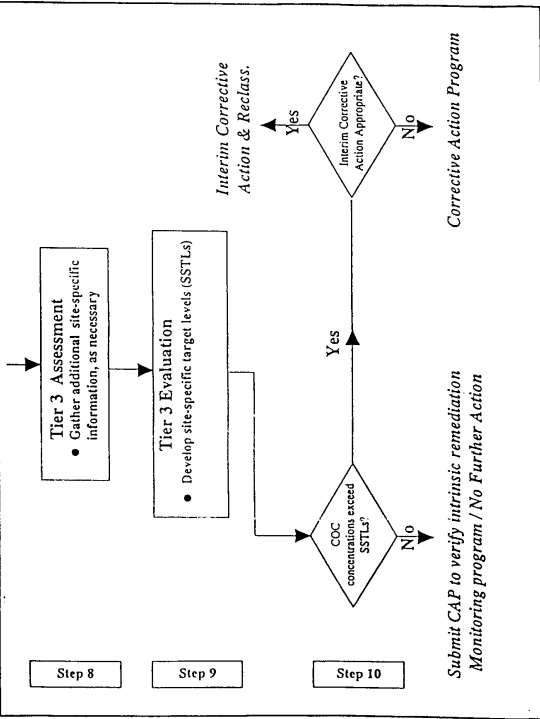 Step 8
Tier 3 Assessment
● Gather additional site-specific
information, as necessary
Step 9
Tier 3 Evaluation
● Develop site-specific target levels (SSTLs)
Step 10
COC
concentrations exceed
SSTLs?
Yes
No
Submit CAP to verify intrinsic remediation
Monitoring program / No Further Action
Interim Corrective
Action Appropriate?
Yes
Interim Corrective
Action & Reclass.
No
Corrective Action Program